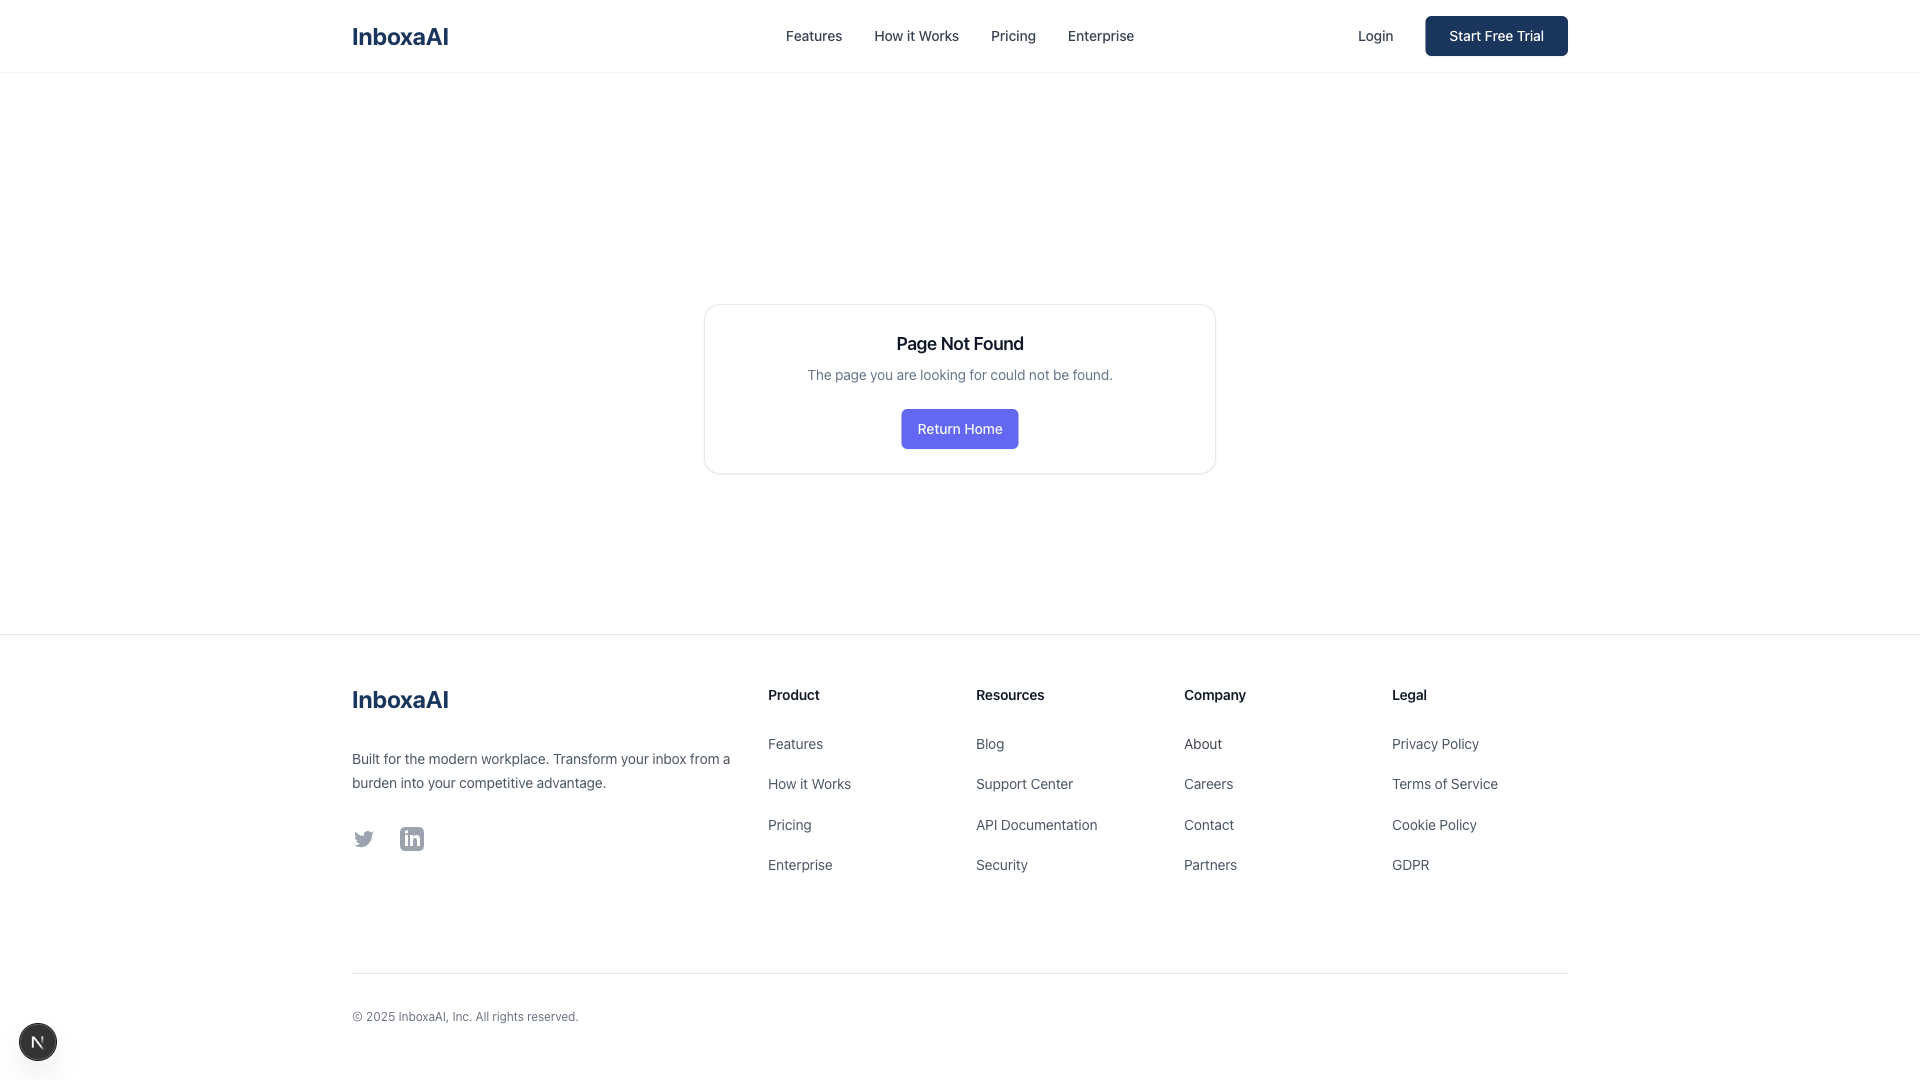 InboxaAI
Features
How it Works
Pricing
Enterprise
Login
Start Free Trial
Page Not Found
The page you are looking for could not be found.
Return Home
InboxaAI
Built for the modern workplace. Transform your inbox from a
burden into your competitive advantage.
Product
Features
How it Works
Pricing
Enterprise
Resources
Blog
Support Center
API Documentation
Security
Company
About
Careers
Contact
Partners
Legal
Privacy Policy
Terms of Service
Cookie Policy
GDPR
© 2025 InboxaAI, Inc. All rights reserved.
N